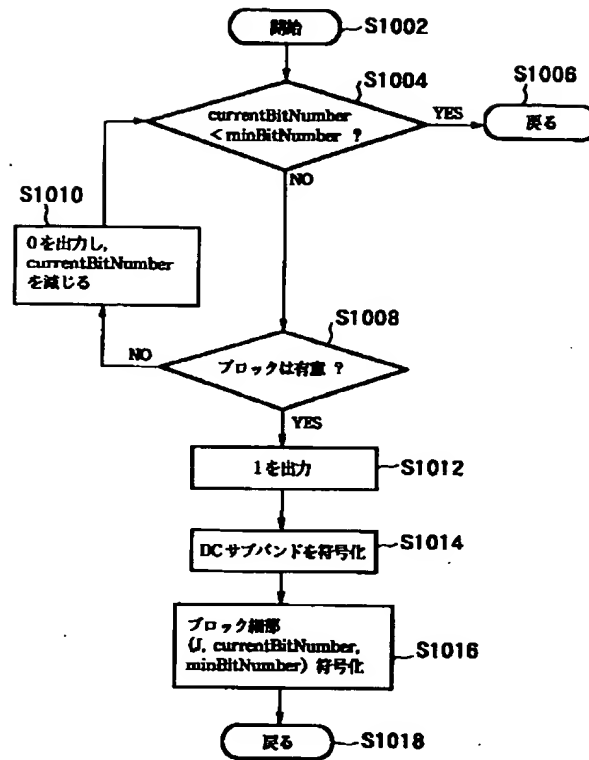 開始
S1002
S1004
currentBitNumber
< minBitNumber ?
YES
S1006
戻る
NO
S1010
0を出力し,
currentBitNumber
を減じる
S1008
ブロックは有意 ?
NO
YES
1を出力
S1012
DCサブバンドを符号化
S1014
ブロック細部
(J, currentBitNumber,
minBitNumber) 符号化
S1016
戻る
S1018